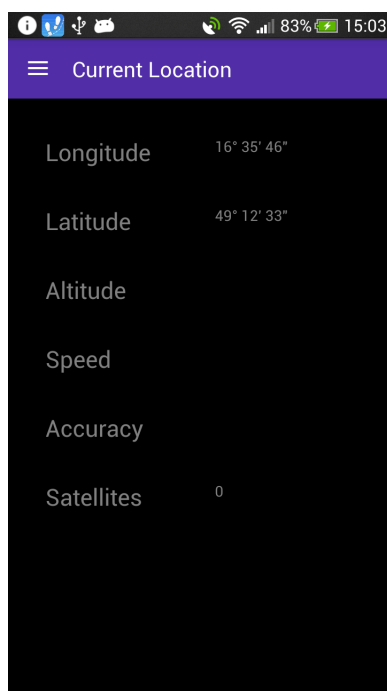 83% 15:03
Current Location
Longitude 16° 35' 46"
Latitude 49° 12' 33"
Altitude
Speed
Accuracy
Satellites 0